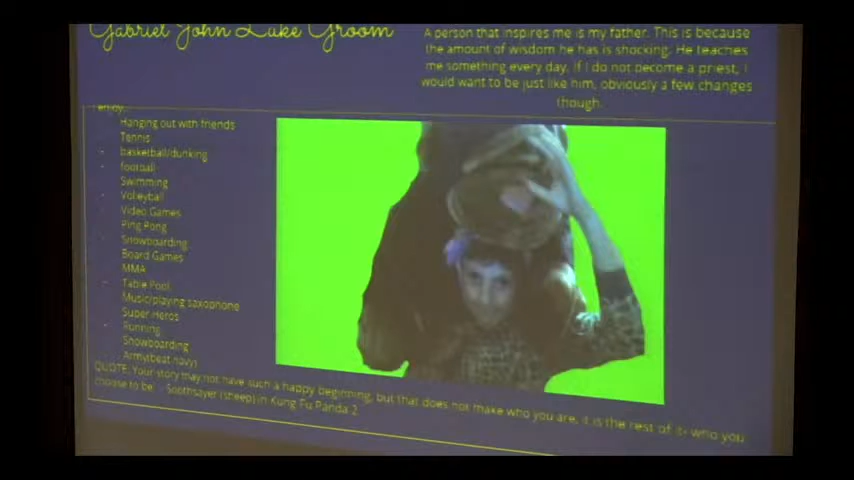 Gabriel John Luke Groom
A person that inspires me is my father. This is because
the amount of wisdom he has is shocking. He teaches
me something every day. If I do not become a priest, I
would want to be just like him, obviously a few changes
though.
enjoy...
Hanging out with friends
Tennis
- basketball/dunking
- football
Swimming
- Volleyball
Video Games
Ping Pong
- Snowboarding
Board Games
MMA
- Table Pool
Music/playing saxophone
Super Heros
- Running
Snowboarding
Army(beat navy)
QUOTE: Your story may not have such a happy beginning, but that does not make who you are, it is the rest of it- who you
choose to be. - Soothsayer (sheep) in Kung Fu Panda 2